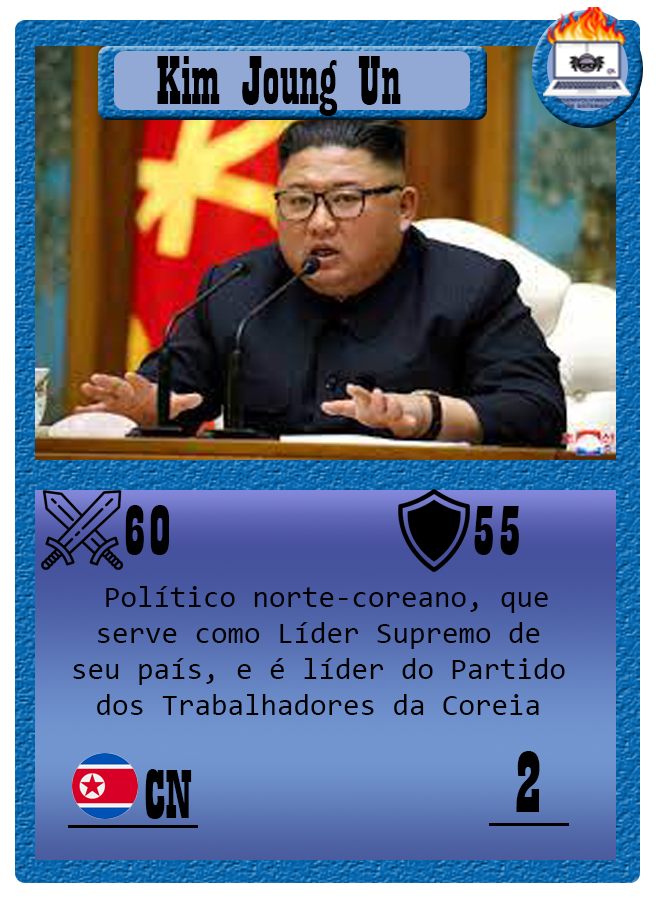 Kim Joung Un
60
55
Político norte-coreano, que
serve como Líder Supremo de
seu país, e é líder do Partido
dos Trabalhadores da Coreia
CN
2